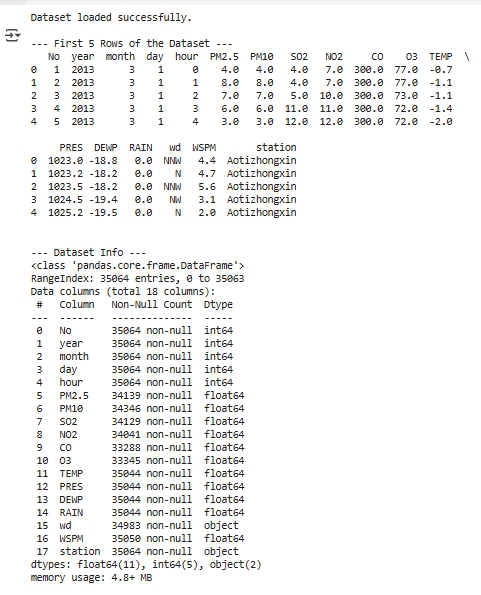 Dataset loaded successfully.
--- First 5 Rows of the Dataset ---
   No  year  month  day  hour  PM2.5  PM10   SO2   NO2     CO    O3  TEMP  \
0   1  2013      3    1     0    4.0   4.0   4.0   7.0  300.0  77.0  -0.7
1   2  2013      3    1     1    8.0   8.0   4.0   7.0  300.0  77.0  -1.1
2   3  2013      3    1     2    7.0   7.0   5.0  10.0  300.0  73.0  -1.1
3   4  2013      3    1     3    6.0   6.0  11.0  11.0  300.0  72.0  -1.4
4   5  2013      3    1     4    3.0   3.0  12.0  12.0  300.0  72.0  -2.0
     PRES  DEWP  RAIN   wd  WSPM       station
0  1023.0 -18.8   0.0  NNW   4.4  Aotizhongxin
1  1023.2 -18.2   0.0    N   4.7  Aotizhongxin
2  1023.5 -18.2   0.0  NNW   5.6  Aotizhongxin
3  1024.5 -19.4   0.0   NW   3.1  Aotizhongxin
4  1025.2 -19.5   0.0    N   2.0  Aotizhongxin
--- Dataset Info ---
<class 'pandas.core.frame.DataFrame'>
RangeIndex: 35064 entries, 0 to 35063
Data columns (total 18 columns):
 #   Column   Non-Null Count  Dtype
---  ------   --------------  -----
 0   No       35064 non-null  int64
 1   year     35064 non-null  int64
 2   month    35064 non-null  int64
 3   day      35064 non-null  int64
 4   hour     35064 non-null  int64
 5   PM2.5    34139 non-null  float64
 6   PM10     34346 non-null  float64
 7   SO2      34129 non-null  float64
 8   NO2      34041 non-null  float64
 9   CO       33288 non-null  float64
 10  O3       33345 non-null  float64
 11  TEMP     35044 non-null  float64
 12  PRES     35044 non-null  float64
 13  DEWP     35044 non-null  float64
 14  RAIN     35044 non-null  float64
 15  wd       34983 non-null  object
 16  WSPM     35050 non-null  float64
 17  station  35064 non-null  object
dtypes: float64(11), int64(5), object(2)
memory usage: 4.8+ MB